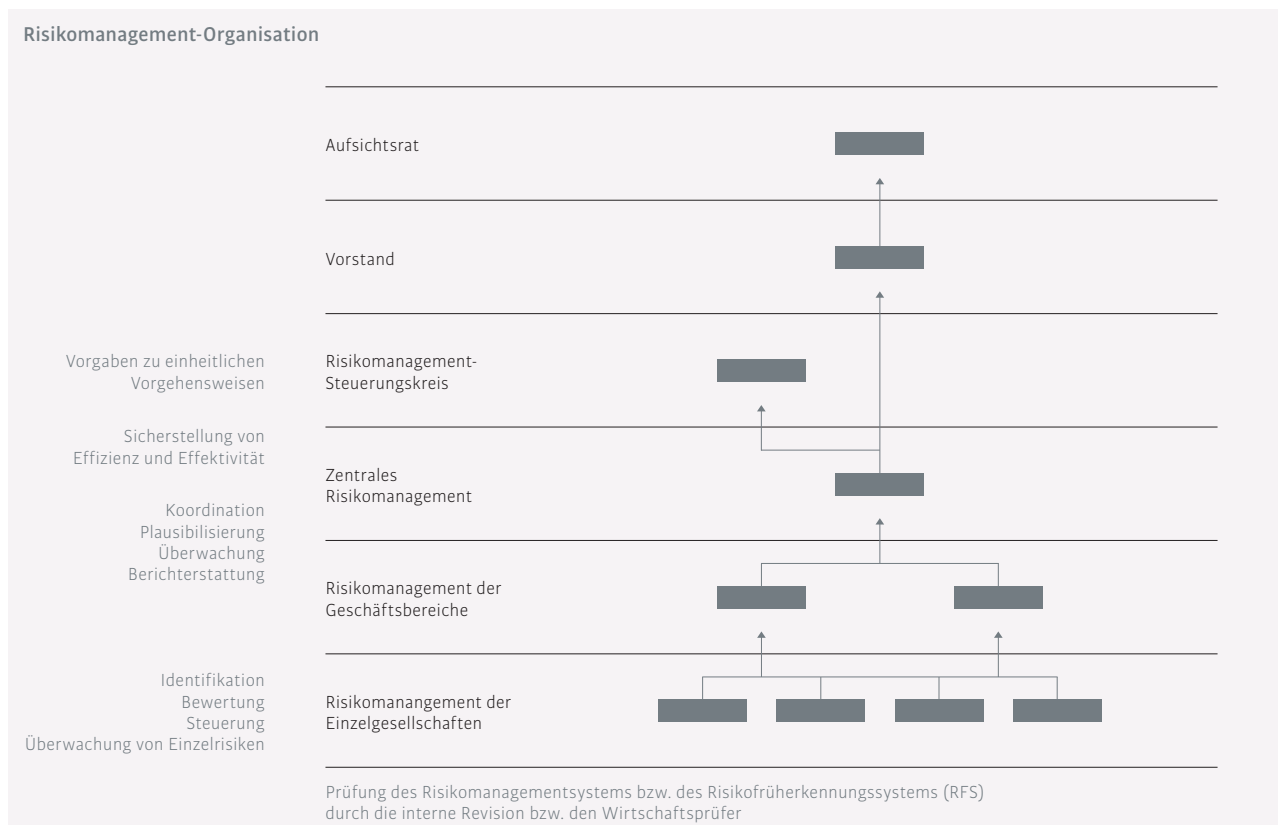 Risikomanagement-Organisation
Aufsichtsrat
Vorstand
Vorgaben zu einheitlichen
Vorgehensweisen
Risikomanagement-
Steuerungskreis
Sicherstellung von
Effizienz und Effektivität
Zentrales
Risikomanagement
Koordination
Plausibilisierung
Überwachung
Berichterstattung
Risikomanagement der
Geschäftsbereiche
Identifikation
Bewertung
Steuerung
Überwachung von Einzelrisiken
Risikomanangement der
Einzelgesellschaften
Prüfung des Risikomanagementsystems bzw. des Risikofrüherkennungssystems (RFS)
durch die interne Revision bzw. den Wirtschaftsprüfer